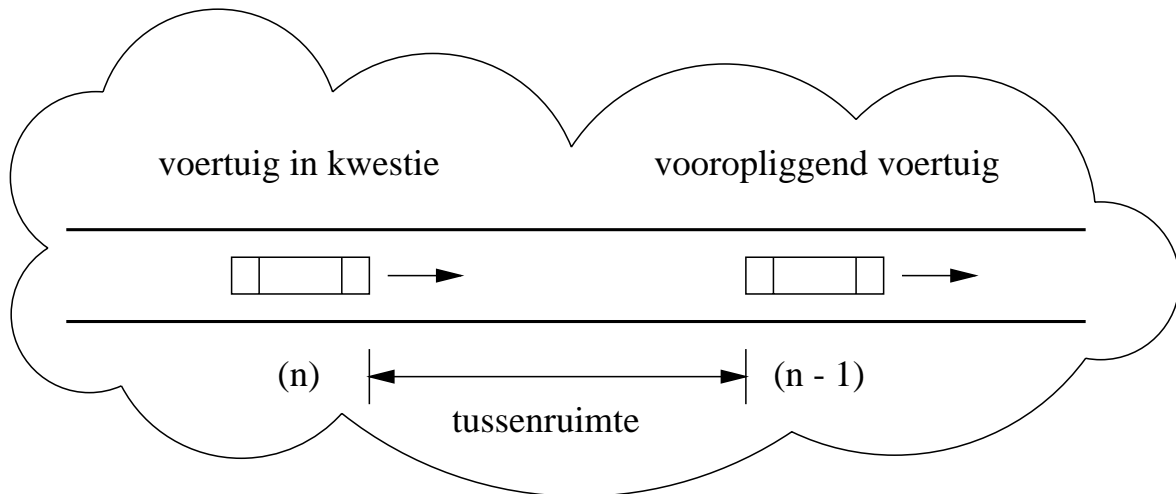 voertuig in kwestie
vooropliggend voertuig
(n)
(n - 1)
tussenruimte